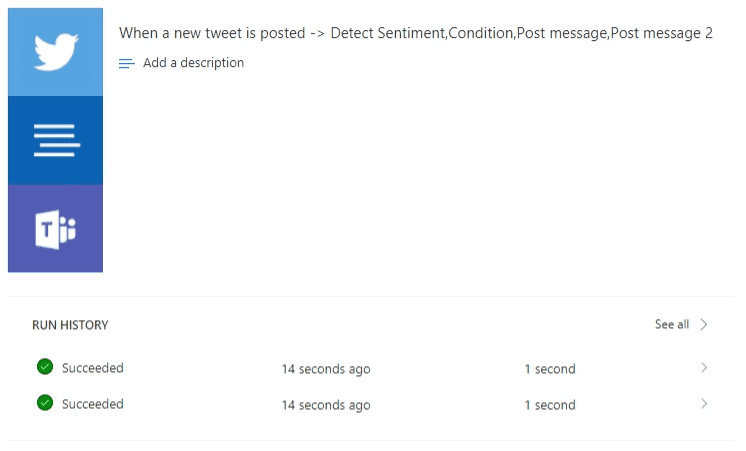 When a new tweet is posted -> Detect Sentiment,Condition,Post message,Post message 2
Add a description
T
RUN HISTORY See all
Succeeded 14 seconds ago 1 second
Succeeded 14 seconds ago 1 second